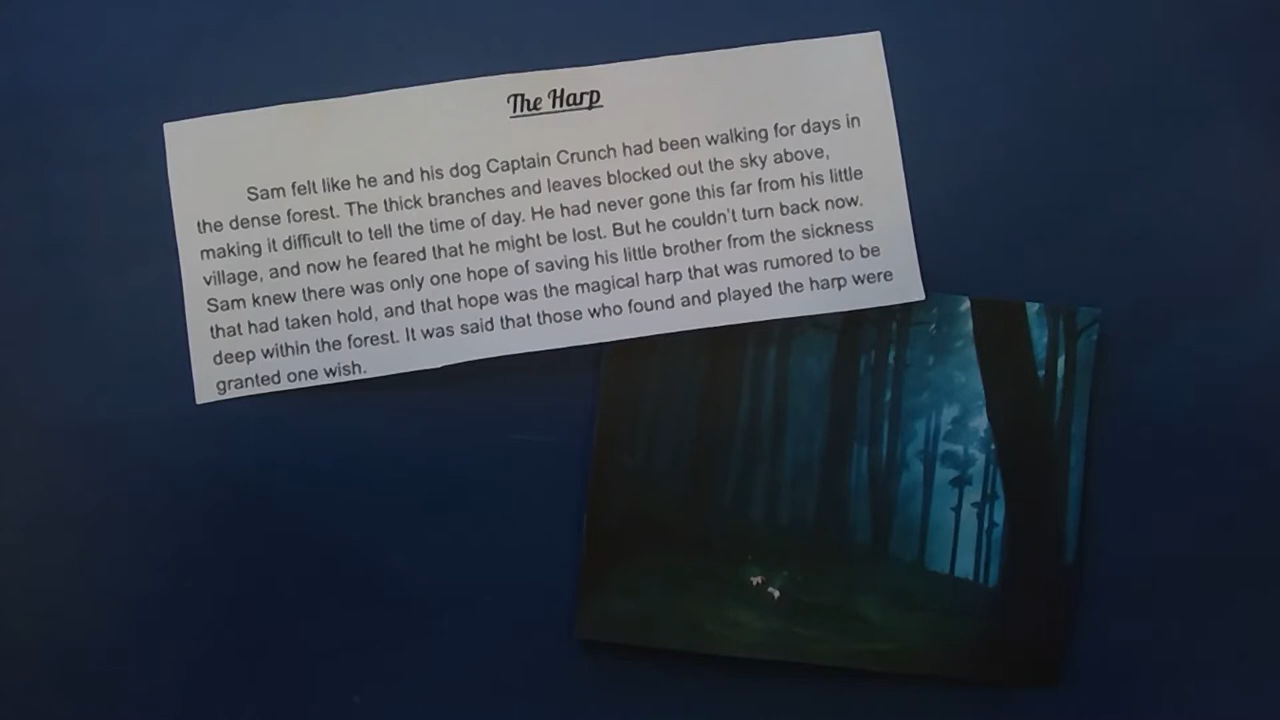 The Harp
Sam felt like he and his dog Captain Crunch had been walking for days in
the dense forest. The thick branches and leaves blocked out the sky above,
making it difficult to tell the time of day. He had never gone this far from his little
village, and now he feared that he might be lost. But he couldn't turn back now.
Sam knew there was only one hope of saving his little brother from the sickness
that had taken hold, and that hope was the magical harp that was rumored to be
deep within the forest. It was said that those who found and played the harp were
granted one wish.